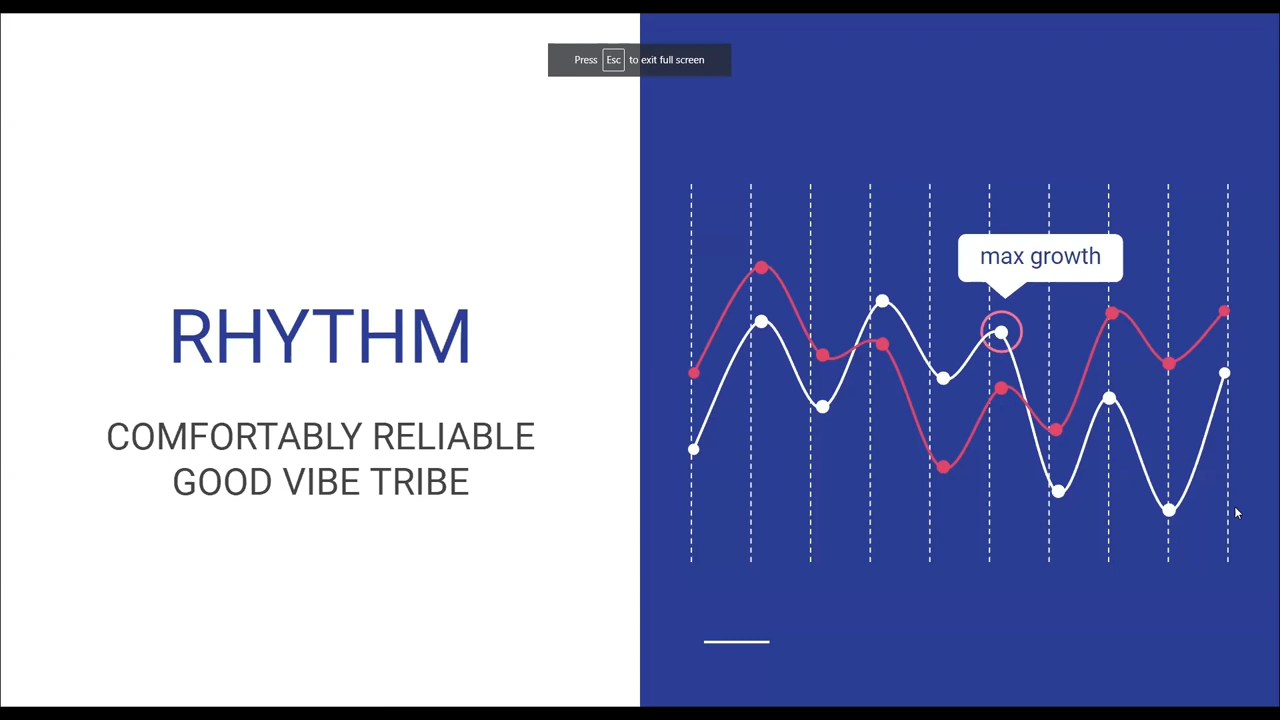 Press Esc to exit full screen
max growth
RHYTHM
COMFORTABLY RELIABLE
GOOD VIBE TRIBE